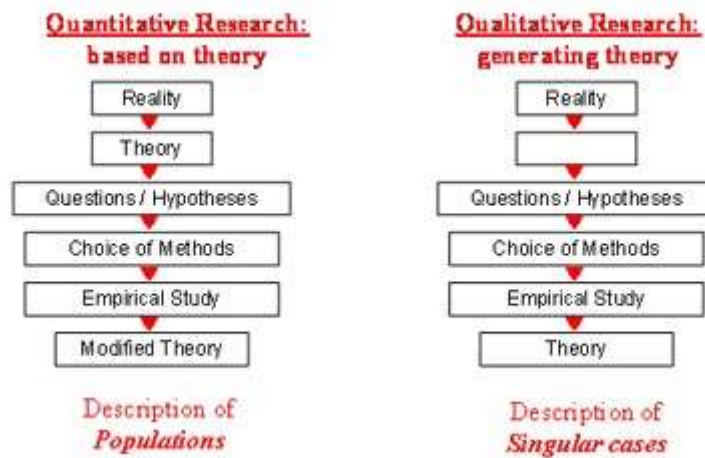 Quantitative Research:
based on theory
Reality
Theory
Questions / Hypotheses
Choice of Methods
Empirical Study
Modified Theory
Description of
Populations
Qualitative Research:
generating theory
Reality
Questions / Hypotheses
Choice of Methods
Empirical Study
Theory
Description of
Singular cases